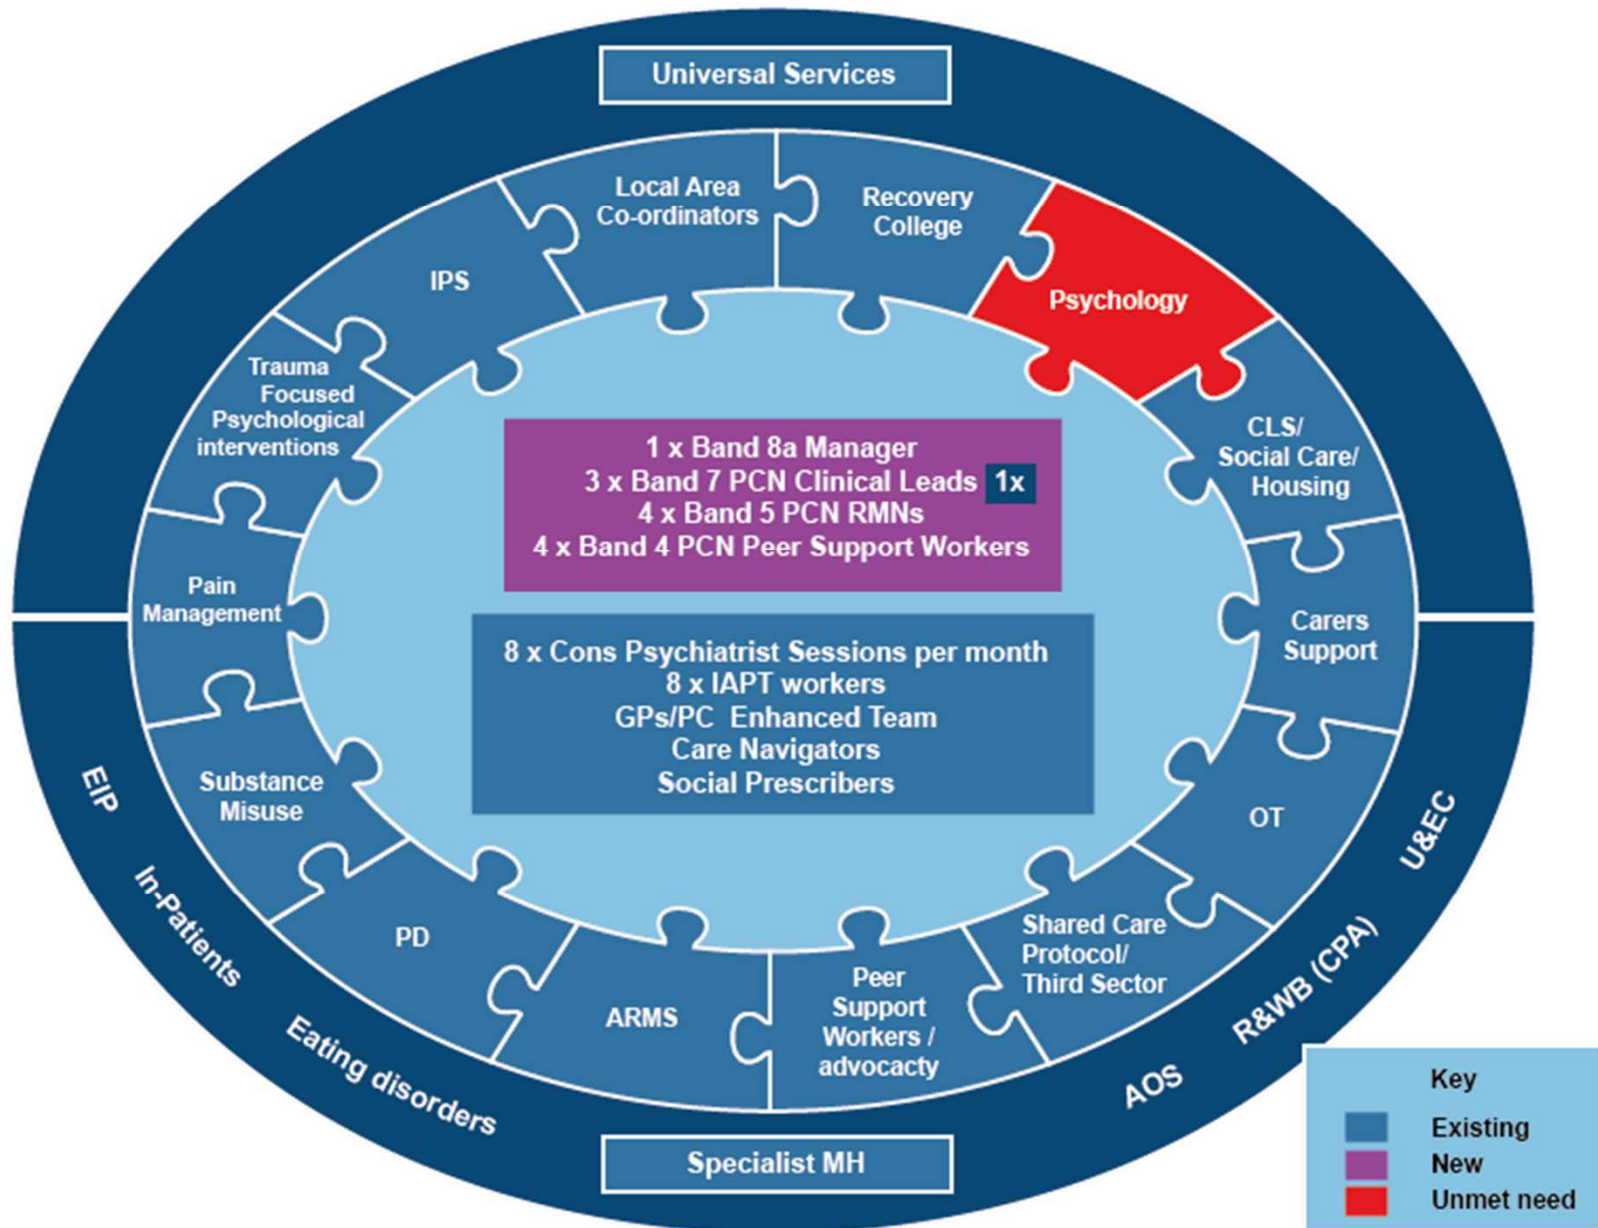 Universal Services
Local Area
Co-ordinators
Recovery
College
IPS
Psychology
Trauma
Focused
Psychological
interventions
CLS/
Social Care/
Housing
1 x Band 8a Manager
3 x Band 7 PCN Clinical Leads 1x
4 x Band 5 PCN RMNs
4 x Band 4 PCN Peer Support Workers
Pain
Management
Carers
Support
8 x Cons Psychiatrist Sessions per month
8 x IAPT workers
GPs/PC Enhanced Team
Care Navigators
Social Prescribers
Substance
Misuse
OT
PD
Shared Care
Protocol/
Third Sector
ARMS
Peer
Support
Workers /
advocacty
EIP
In-Patients
Eating disorders
AOS
R&WB (CPA)
U&EC
Specialist MH
Key
Existing
New
Unmet need